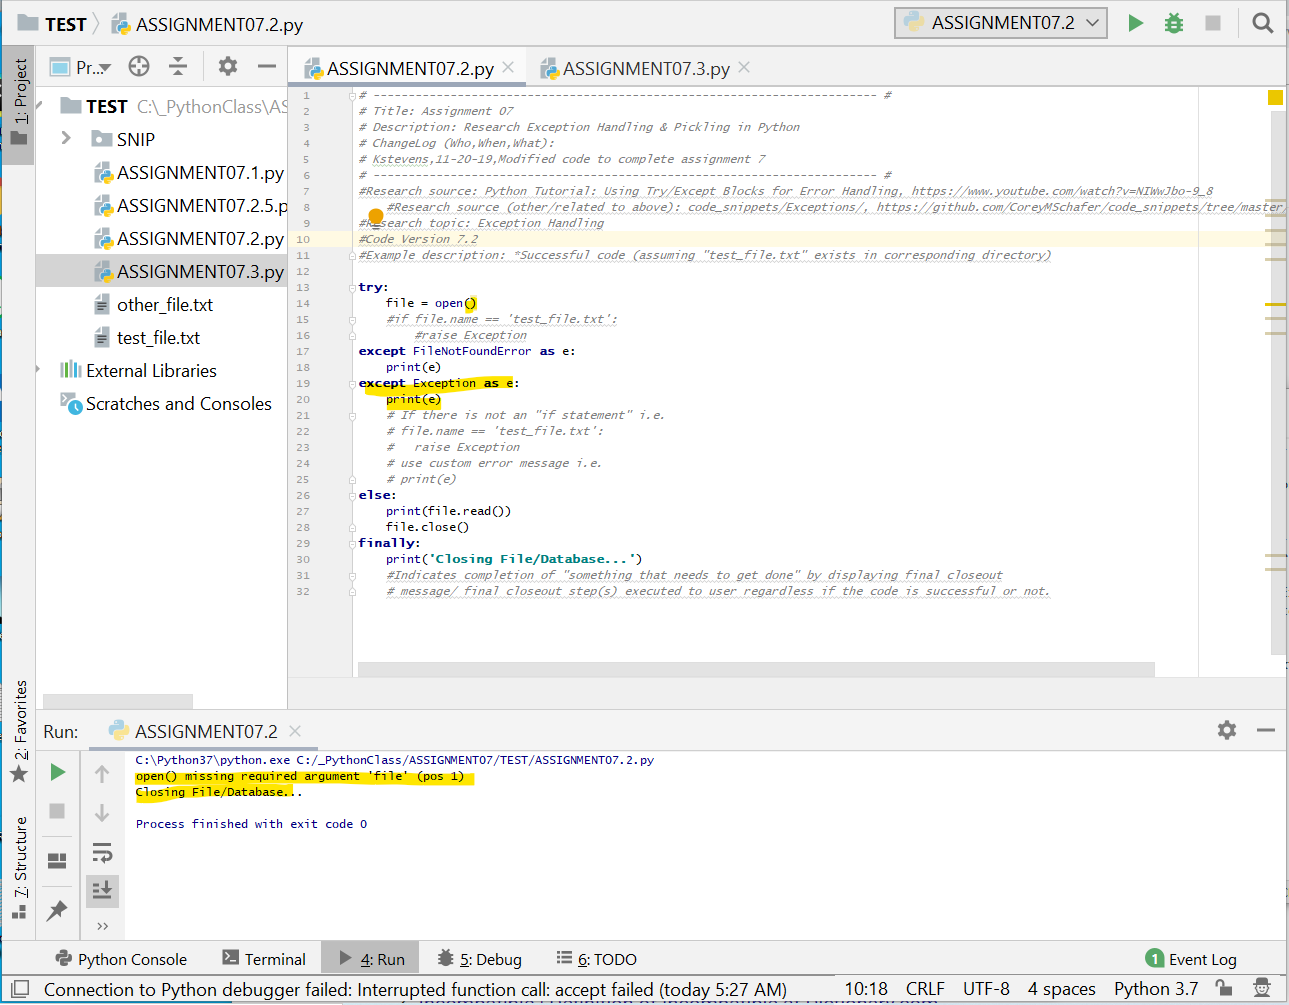 TEST ASSIGNMENT07.2.py ASSIGNMENT07.2
1: Project
Pr...
ASSIGNMENT07.2.py ASSIGNMENT07.3.py
TEST C:\_PythonClass\AS
SNIP
ASSIGNMENT07.1.py
ASSIGNMENT07.2.5.p
ASSIGNMENT07.2.py
ASSIGNMENT07.3.py
other_file.txt
test_file.txt
External Libraries
Scratches and Consoles
1 # ------------------------------------------------------------------------ #
2 # Title: Assignment 07
3 # Description: Research Exception Handling & Pickling in Python
4 # ChangeLog (Who,When,What):
5 # Kstevens,11-20-19,Modified code to complete assignment 7
6 # ------------------------------------------------------------------------ #
7 #Research source: Python Tutorial: Using Try/Except Blocks for Error Handling, https://www.youtube.com/watch?v=NIWwJbo-9_8
8 #Research source (other/related to above): code_snippets/Exceptions/, https://github.com/CoreyMSchafer/code_snippets/tree/master
9 #Research topic: Exception Handling
10 #Code Version 7.2
11 #Example description: *Successful code (assuming "test_file.txt" exists in corresponding directory)
12
13 try:
14 file = open()
15 #if file.name == 'test_file.txt':
16 #raise Exception
17 except FileNotFoundError as e:
18 print(e)
19 except Exception as e:
20 print(e)
21 # If there is not an "if statement" i.e.
22 # file.name == 'test_file.txt':
23 # raise Exception
24 # use custom error message i.e.
25 # print(e)
26 else:
27 print(file.read())
28 file.close()
29 finally:
30 print('Closing File/Database...')
31 #Indicates completion of "something that needs to get done" by displaying final closeout
32 # message/ final closeout step(s) executed to user regardless if the code is successful or not.
2: Favorites
7: Structure
Run: ASSIGNMENT07.2
C:\Python37\python.exe C:/_PythonClass/ASSIGNMENT07/TEST/ASSIGNMENT07.2.py
open() missing required argument 'file' (pos 1)
Closing File/Database...
Process finished with exit code 0
Python Console Terminal 4: Run 5: Debug 6: TODO 1 Event Log
Connection to Python debugger failed: Interrupted function call: accept failed (today 5:27 AM) 10:18 CRLF UTF-8 4 spaces Python 3.7